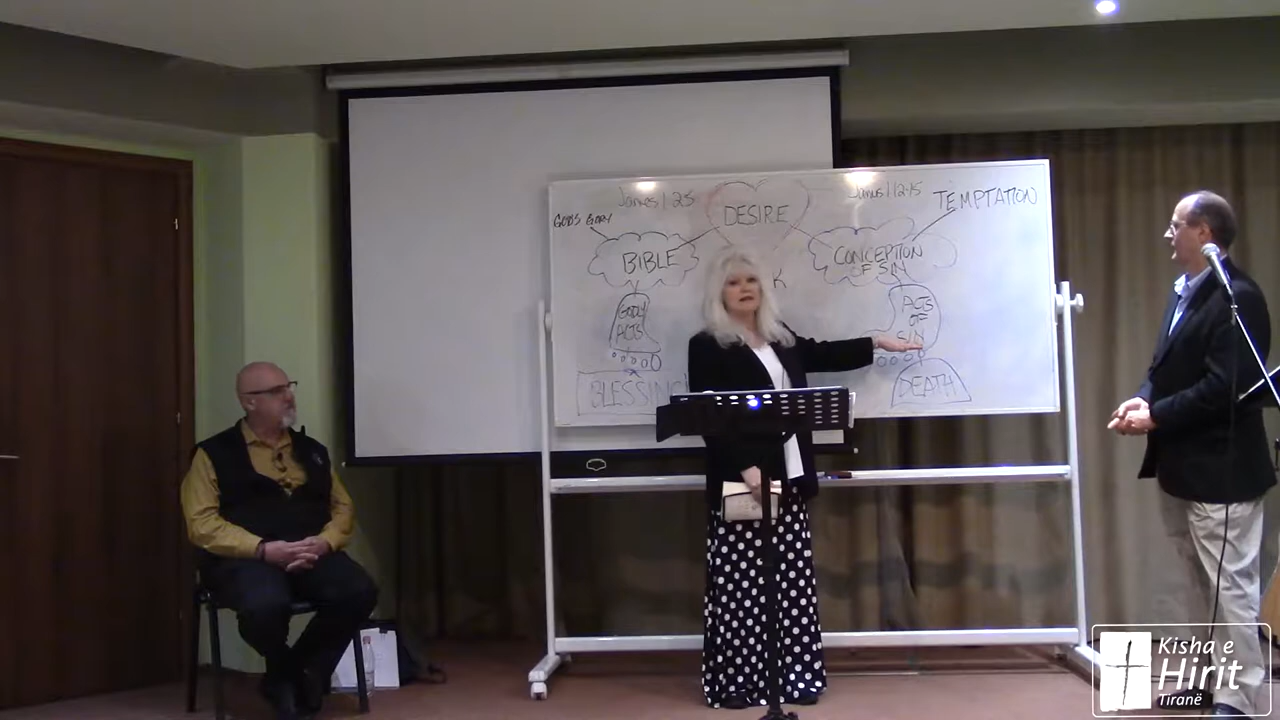 James 1:25
James 1:12-15
TEMPTATION
GOD'S GLORY
DESIRE
BIBLE
CONCEPTION
OF SIN
K
GODLY
ACTS
ACTS
OF
SIN
BLESSING
DEATH
Kisha e
Hirit
Tiranë